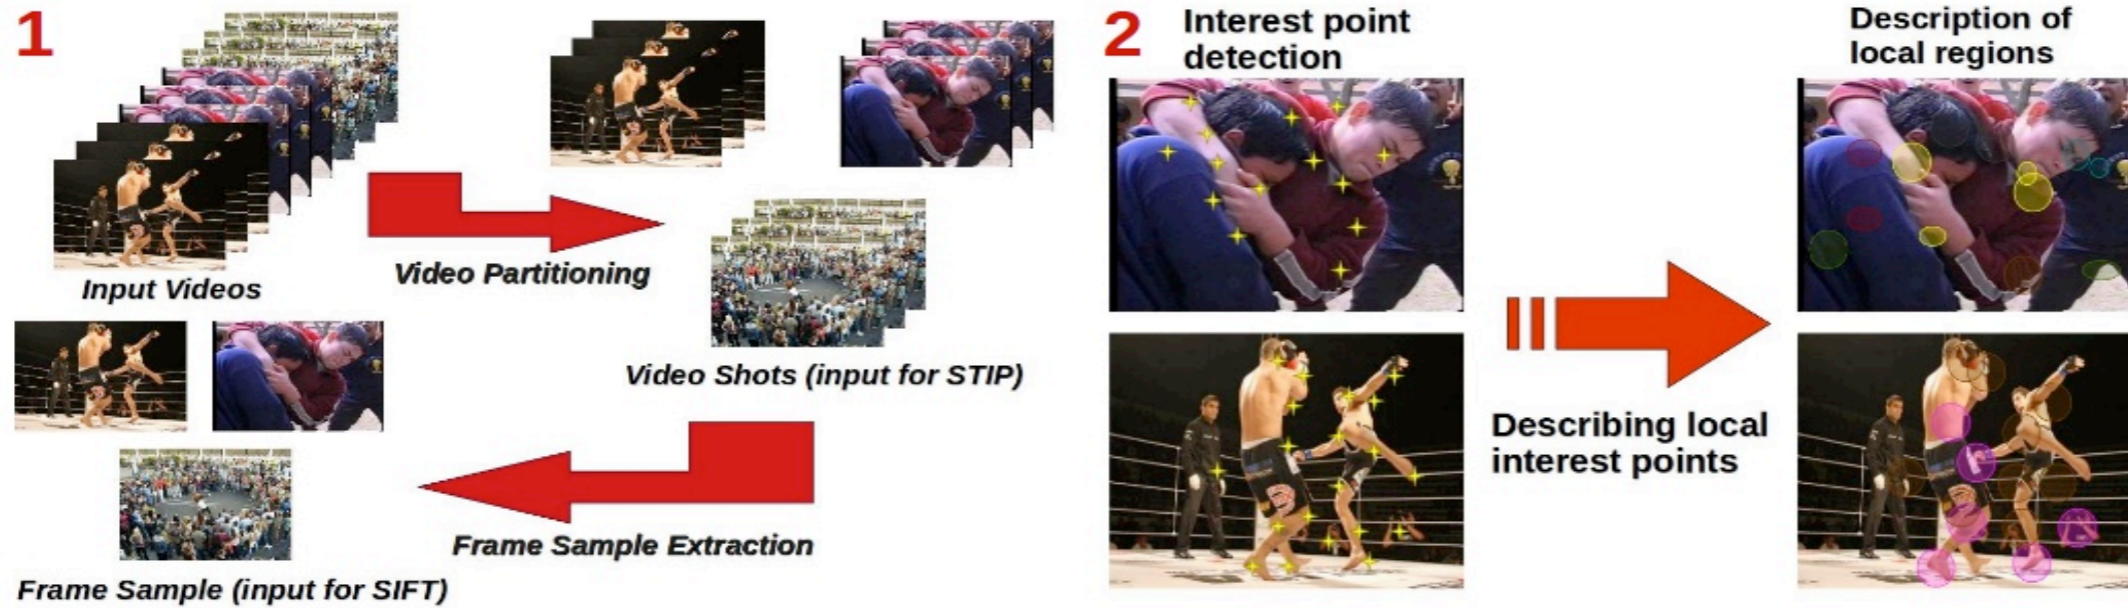 1
Input Videos
Video Partitioning
Video Shots (input for STIP)
Frame Sample Extraction
Frame Sample (input for SIFT)
2
Interest point
detection
Describing local
interest points
Description of
local regions